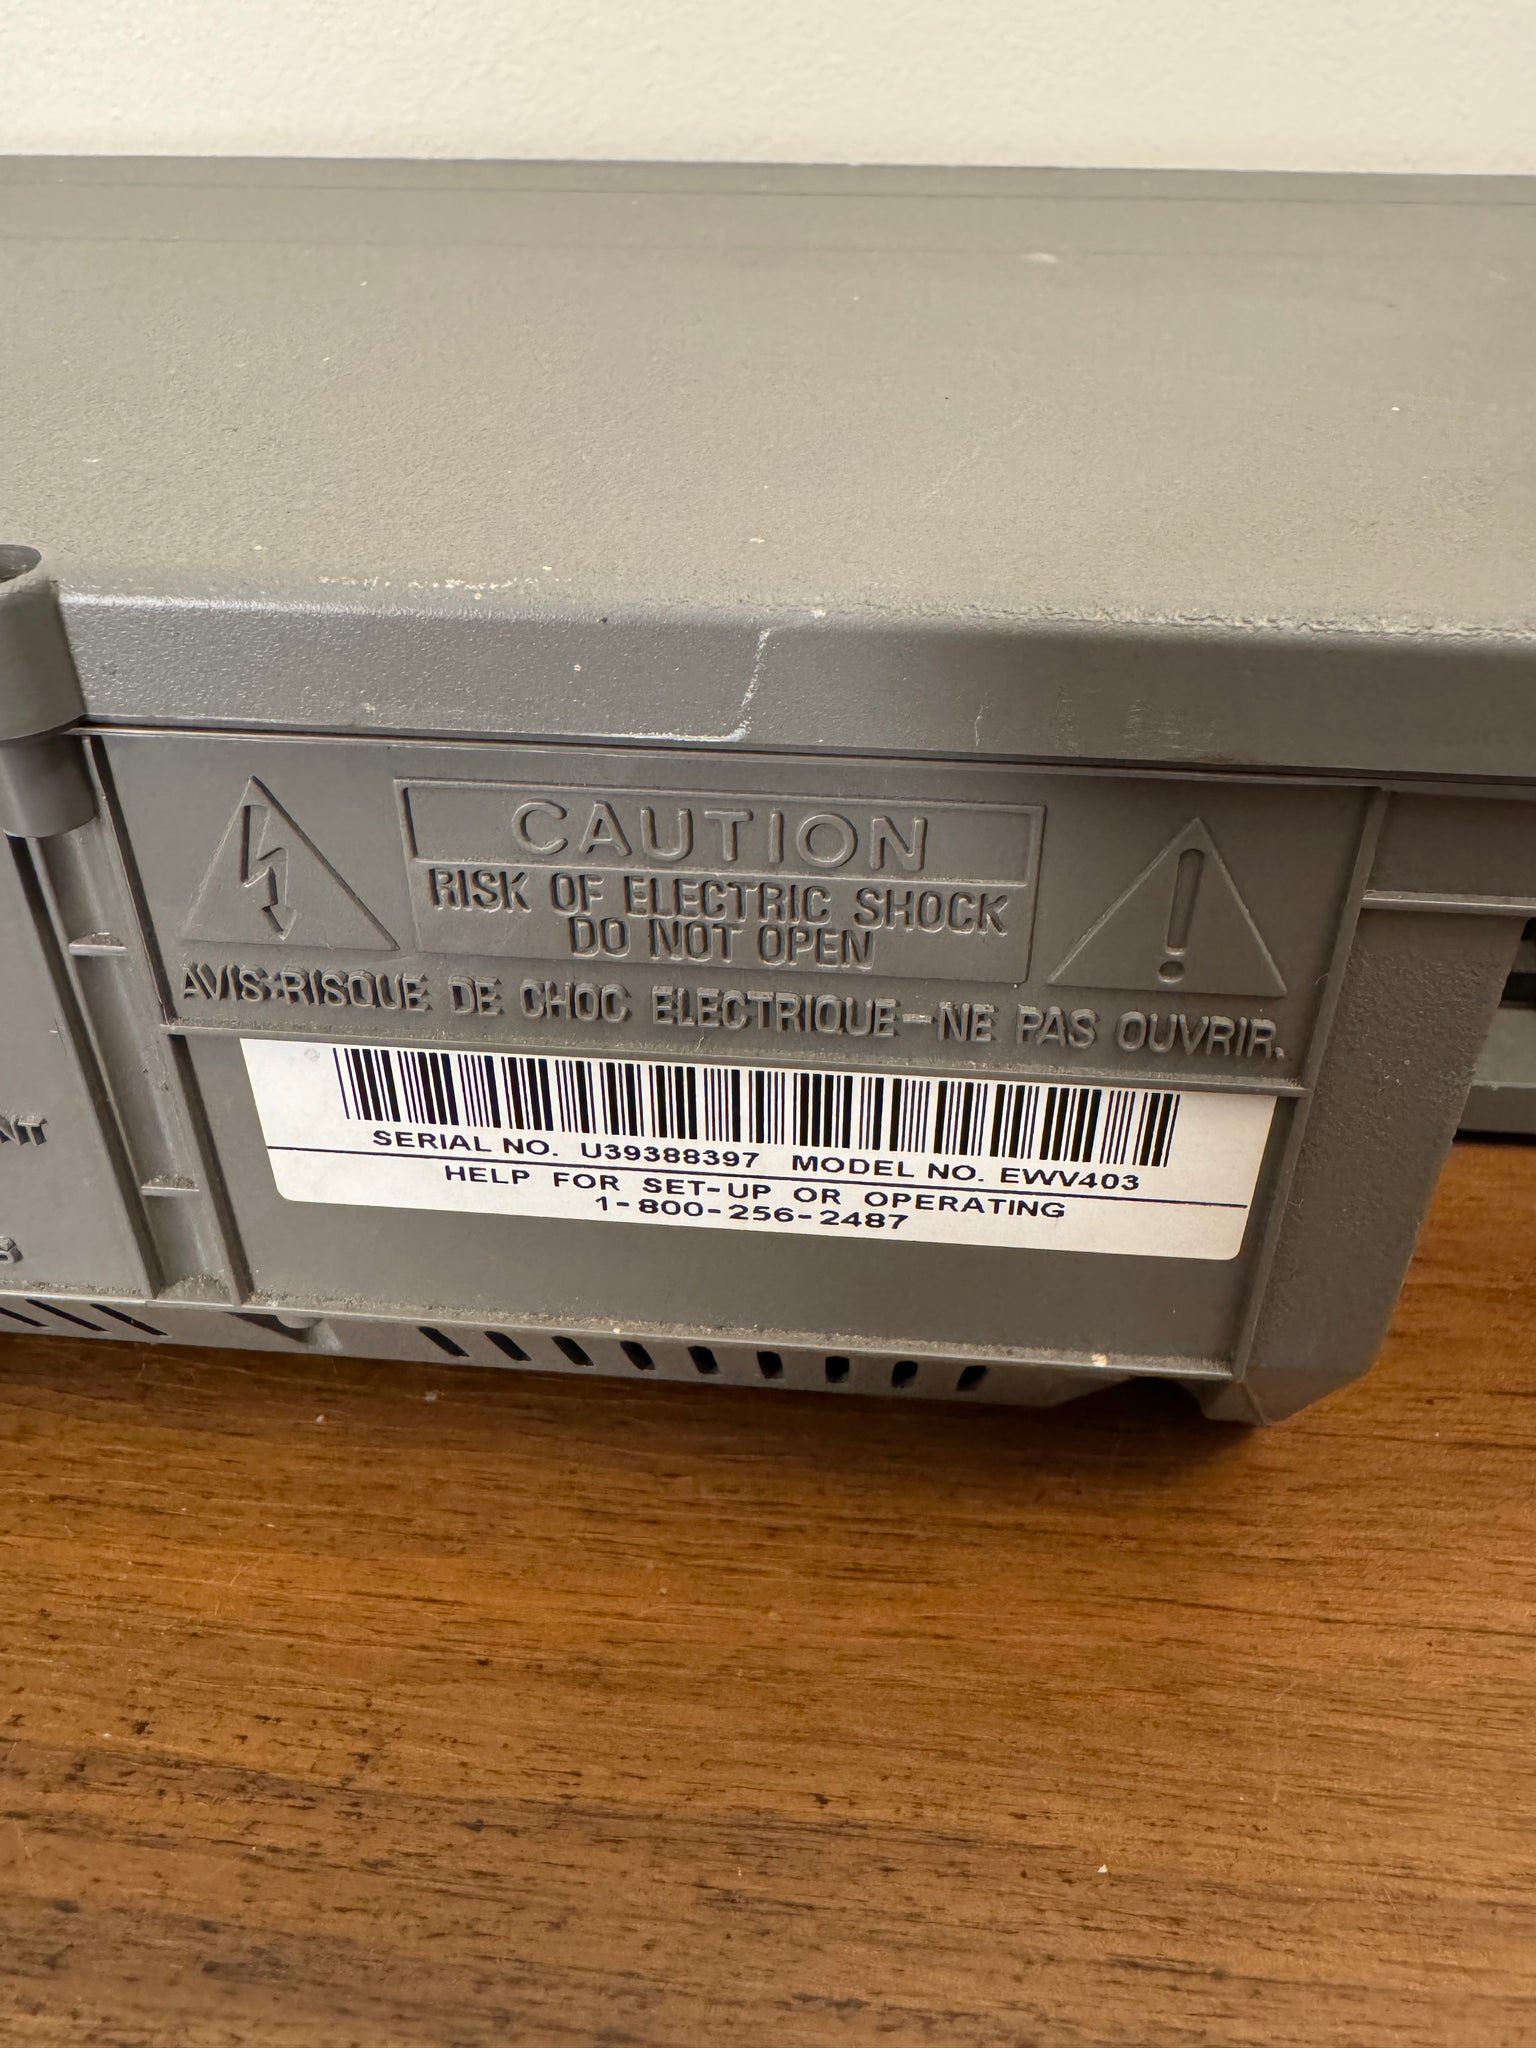 CAUTION
RISK OF ELECTRIC SHOCK
DO NOT OPEN
AVIS:RISQUE DE CHOC ELECTRIQUE-NE PAS OUVRIR.
SERIAL NO. U39388397 MODEL NO. EWV403
HELP FOR SET-UP OR OPERATING
1-800-256-2487